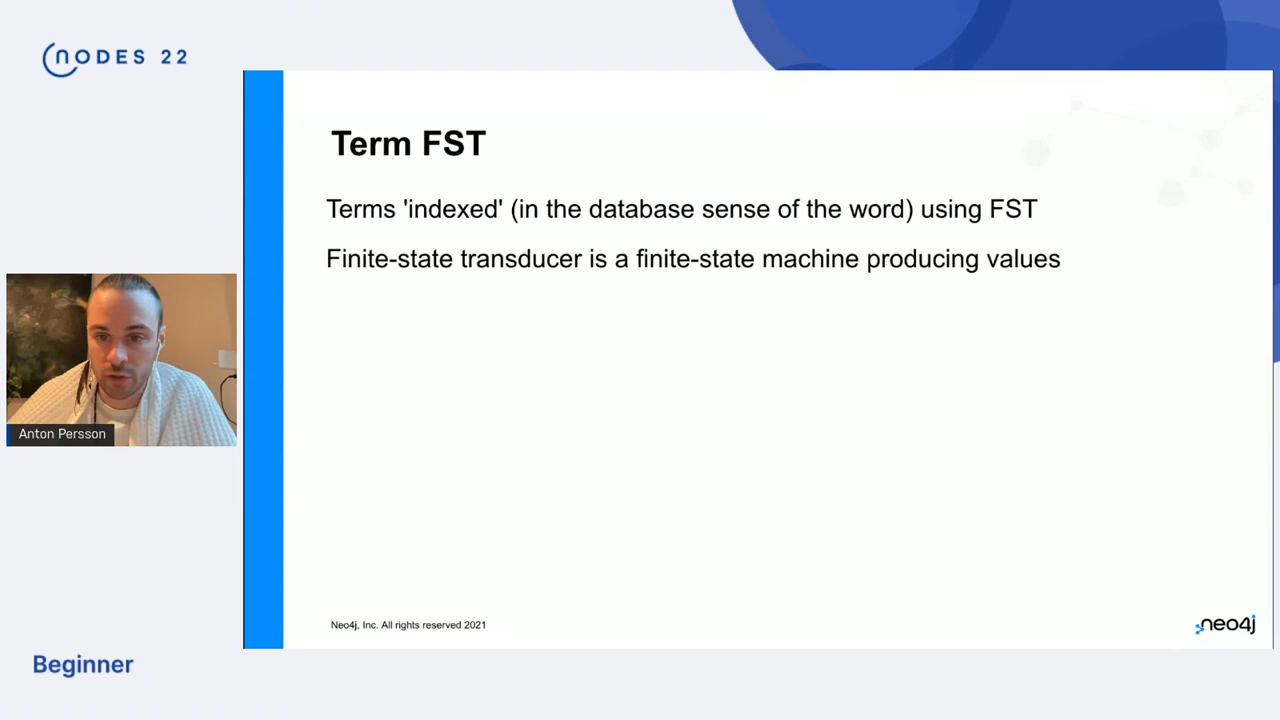 NODES 22
Term FST
Terms 'indexed' (in the database sense of the word) using FST
Finite-state transducer is a finite-state machine producing values
Anton Persson
Neo4j, Inc. All rights reserved 2021
neo4j
Beginner